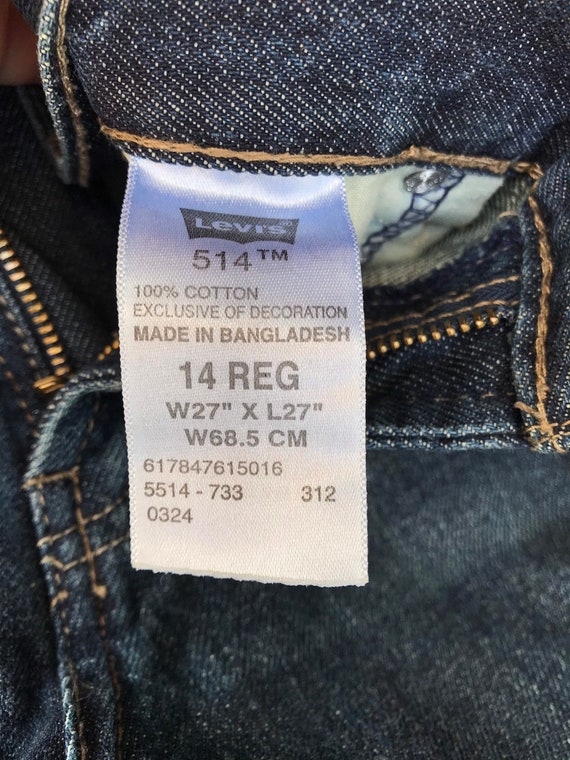 Levi's
514™
100% COTTON
EXCLUSIVE OF DECORATION
MADE IN BANGLADESH
14 REG
W27" X L27"
W68.5 CM
617847615016
5514 - 733 312
0324